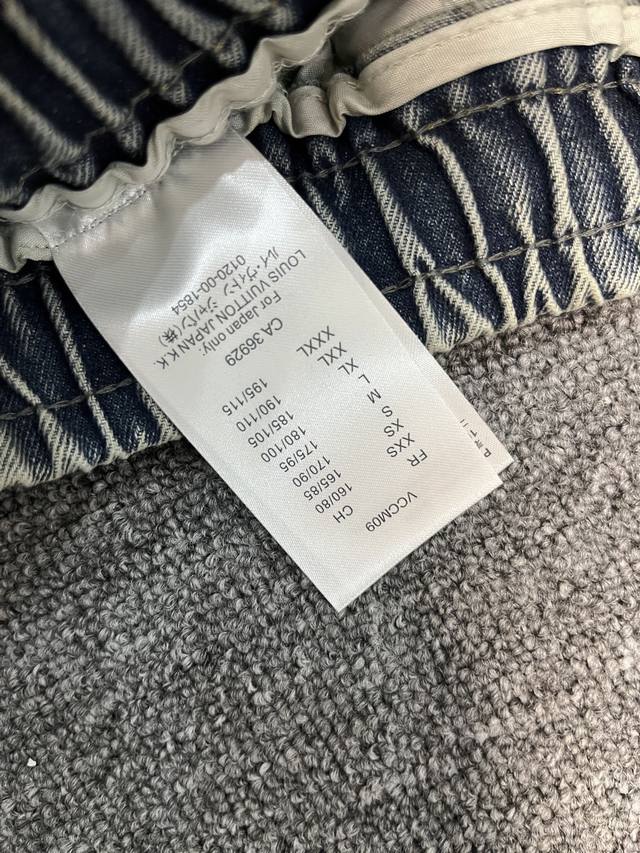 VCCM09
FR CH
XXS 160/80
XS 165/85
S 170/90
M 175/95
L 180/100
XL 185/105
XXL 190/110
XXXL 195/115
CA 36929
For Japan only:
LOUIS VUITTON JAPAN K.K.
ルイ・ヴィトン ジャパン(株)
0120-00-1854